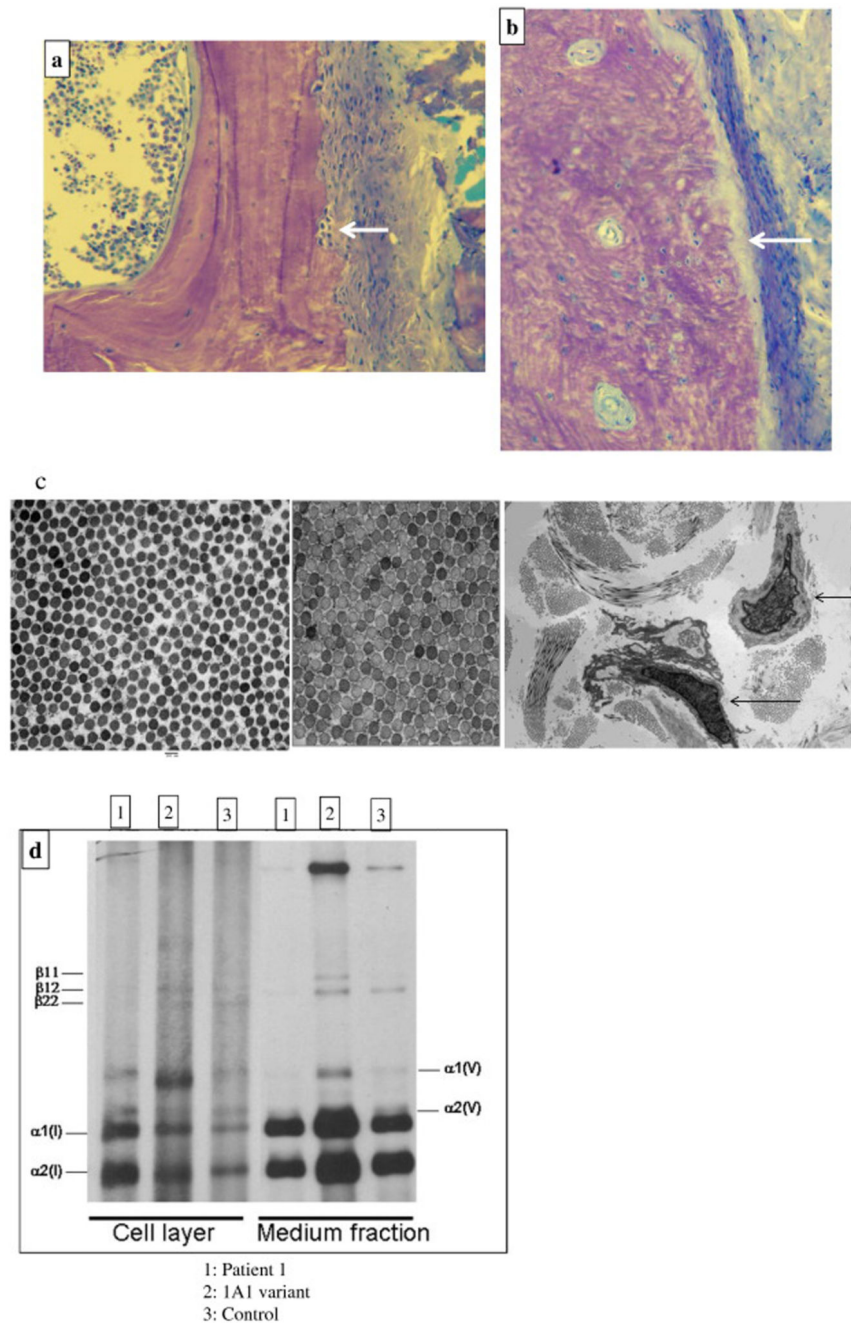 a
b
c
1 2 3 1 2 3
d
β11
β12
β22
α1(V)
α2(V)
α1(I)
α2(I)
Cell layer Medium fraction
1: Patient 1
2: 1A1 variant
3: Control